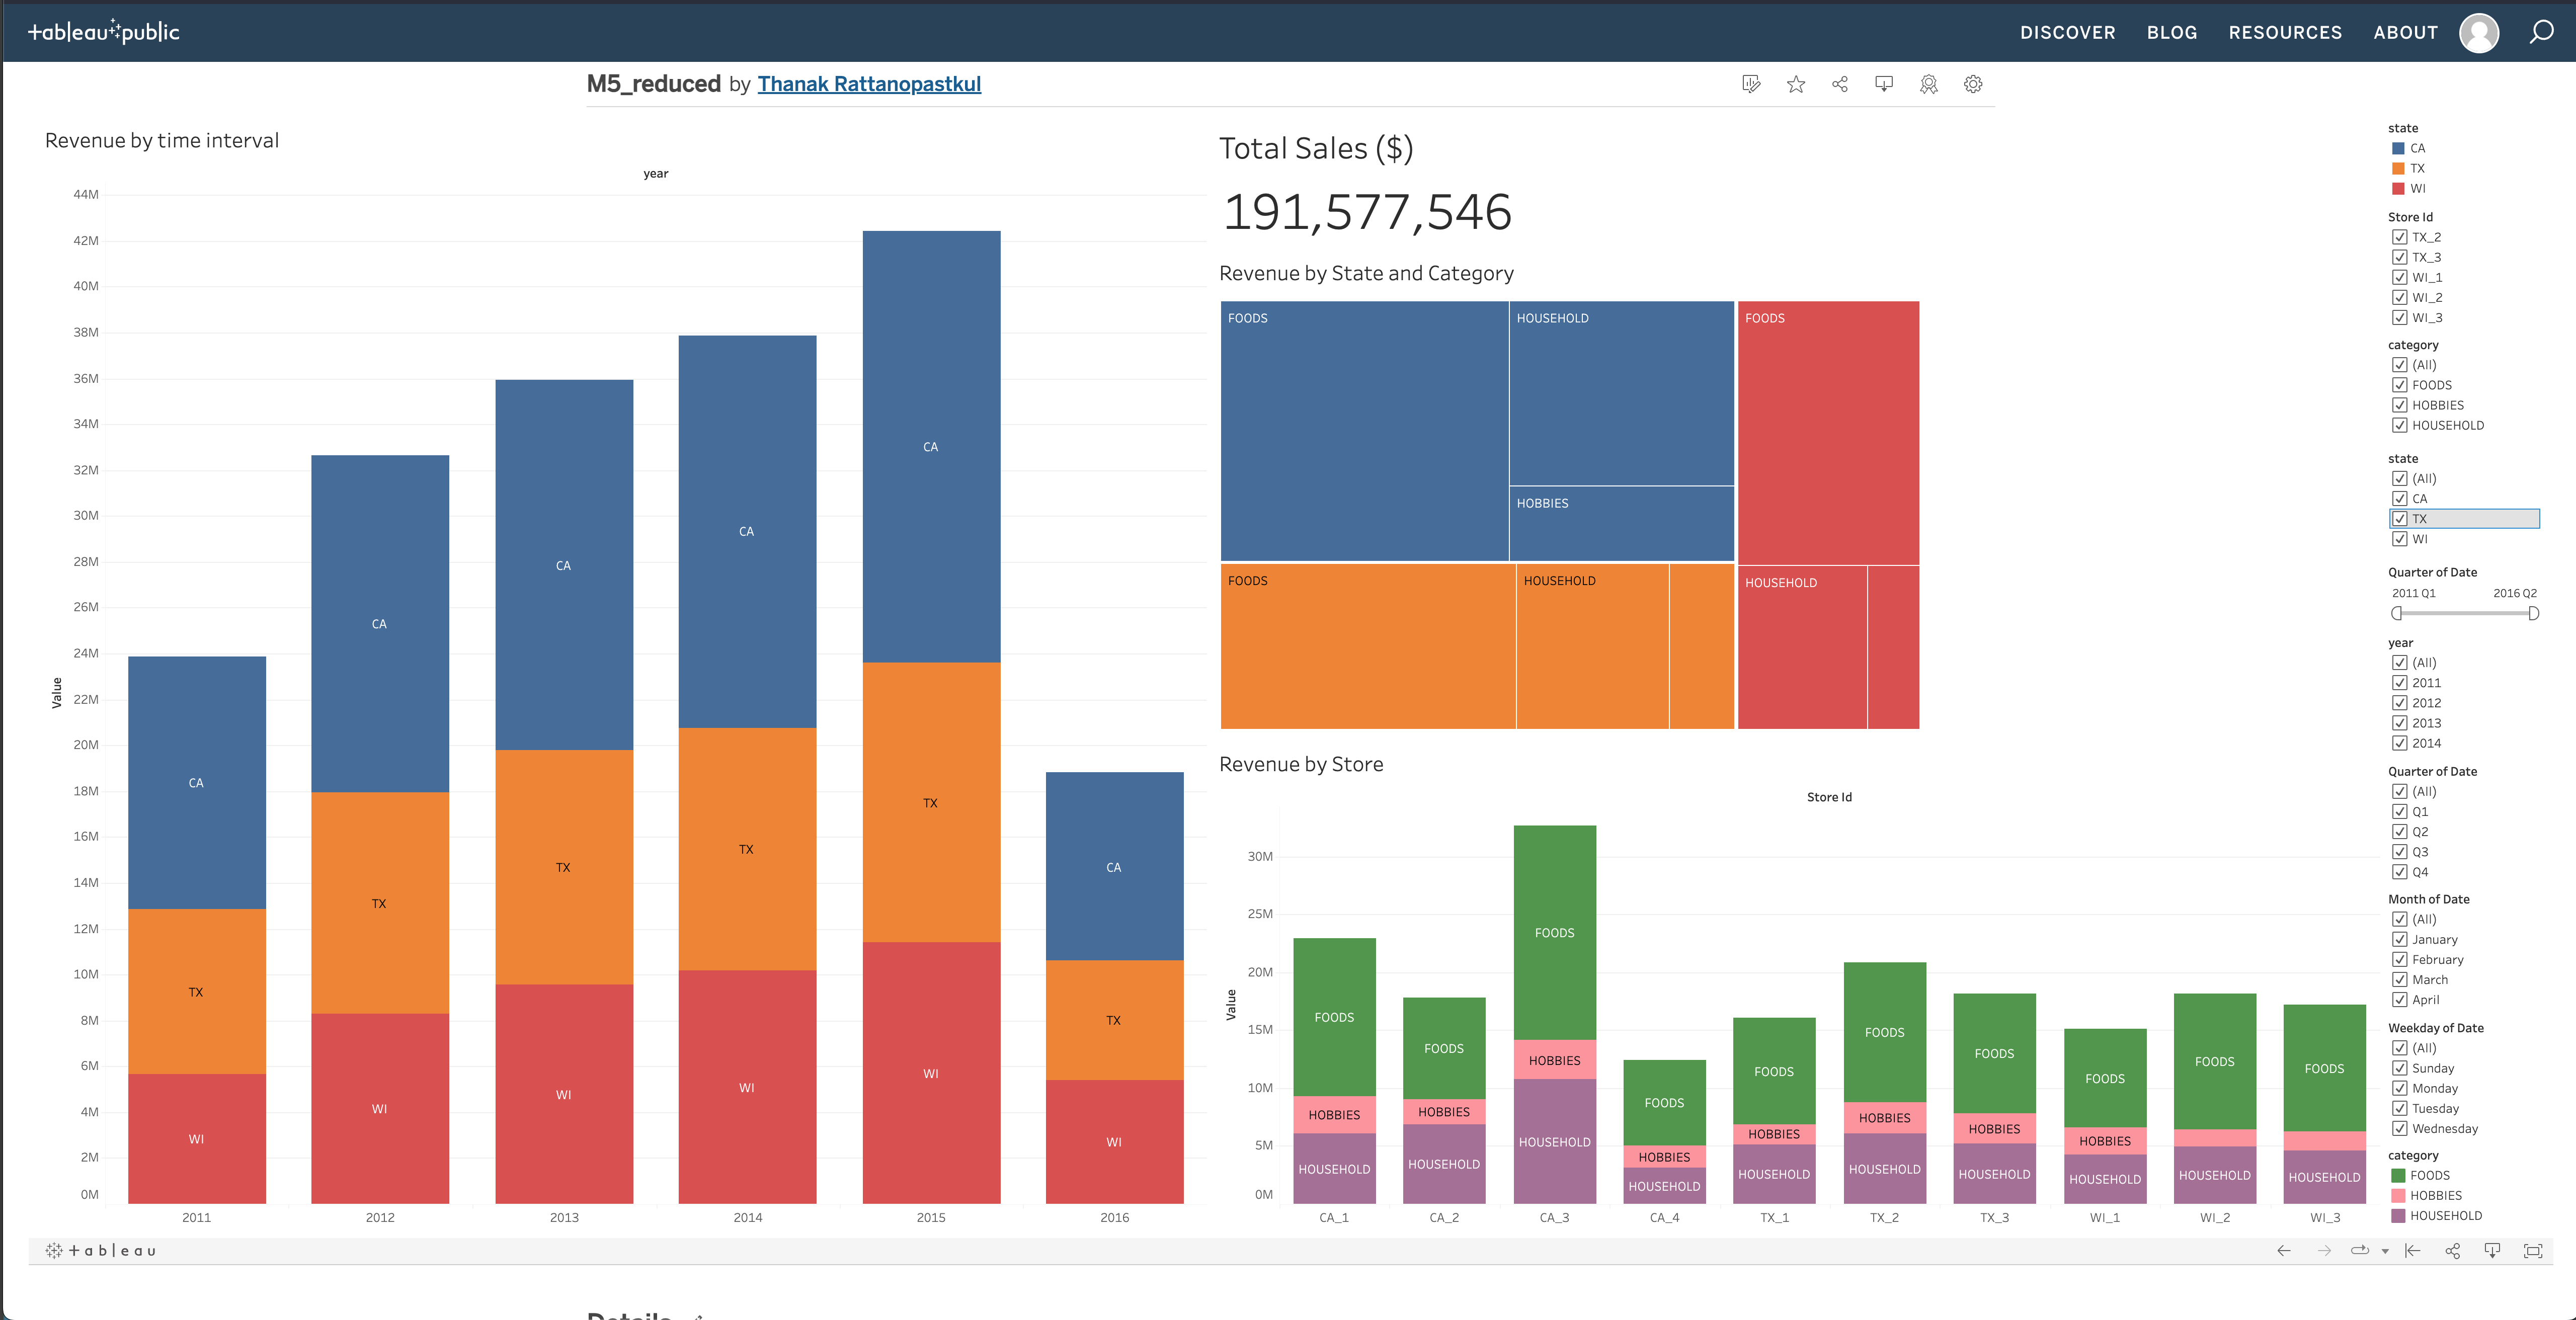 tableau public
DISCOVER BLOG RESOURCES ABOUT
M5_reduced by Thanak Rattanopastkul
Revenue by time interval
year
44M
42M
40M
38M
36M
34M
32M
30M
28M
26M
24M
22M
20M
18M
16M
14M
12M
10M
8M
6M
4M
2M
0M
Value
CA
TX
WI
CA
TX
WI
CA
TX
WI
CA
TX
WI
CA
TX
WI
CA
TX
WI
2011 2012 2013 2014 2015 2016
Total Sales ($)
191,577,546
Revenue by State and Category
FOODS
HOUSEHOLD
HOBBIES
FOODS
HOUSEHOLD
FOODS
HOUSEHOLD
Revenue by Store
Store Id
30M
25M
20M
15M
10M
5M
0M
Value
FOODS
HOBBIES
HOUSEHOLD
FOODS
HOBBIES
HOUSEHOLD
FOODS
HOBBIES
HOUSEHOLD
FOODS
HOBBIES
HOUSEHOLD
FOODS
HOBBIES
HOUSEHOLD
FOODS
HOBBIES
HOUSEHOLD
FOODS
HOBBIES
HOUSEHOLD
FOODS
HOBBIES
HOUSEHOLD
FOODS
HOUSEHOLD
FOODS
HOUSEHOLD
CA_1 CA_2 CA_3 CA_4 TX_1 TX_2 TX_3 WI_1 WI_2 WI_3
state
CA
TX
WI
Store Id
TX_2
TX_3
WI_1
WI_2
WI_3
category
(All)
FOODS
HOBBIES
HOUSEHOLD
state
(All)
CA
TX
WI
Quarter of Date
2011 Q1 2016 Q2
year
(All)
2011
2012
2013
2014
Quarter of Date
(All)
Q1
Q2
Q3
Q4
Month of Date
(All)
January
February
March
April
Weekday of Date
(All)
Sunday
Monday
Tuesday
Wednesday
category
FOODS
HOBBIES
HOUSEHOLD
tableau
Details